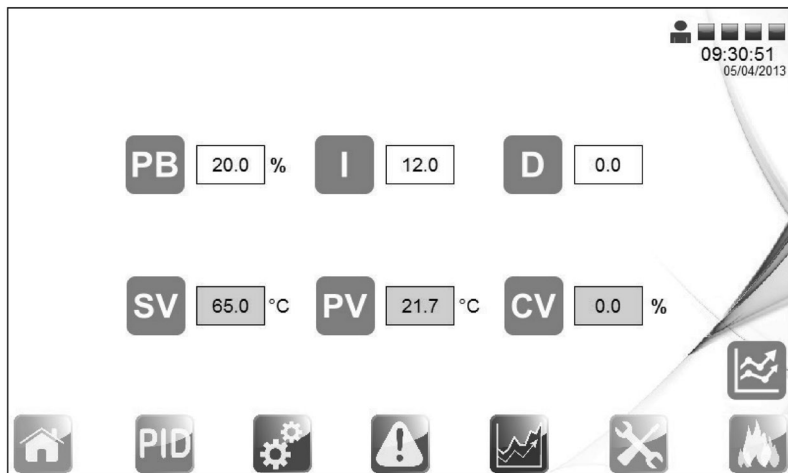 09:30:51
05/04/2013
PB 20.0 % I 12.0 D 0.0
SV 65.0 °C PV 21.7 °C CV 0.0 %
PID